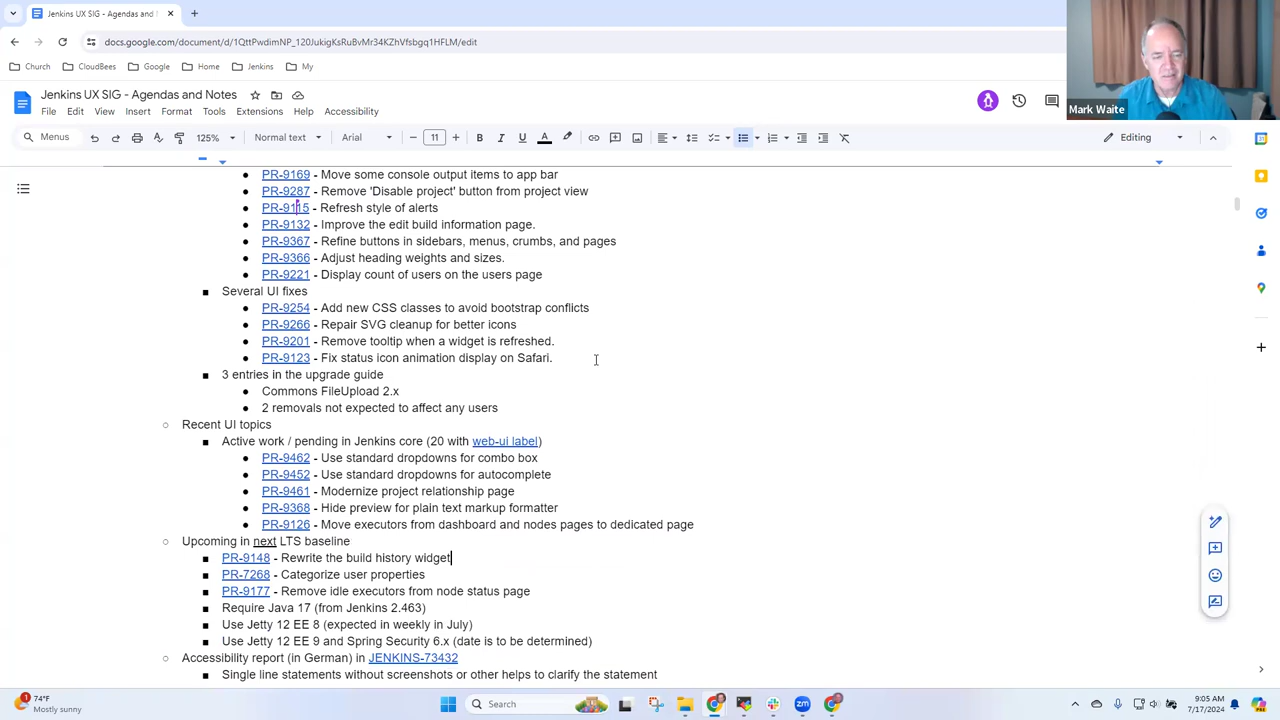 Jenkins UX SIG - Agendas and N
docs.google.com/document/d/1QttPwdimNP_120JukigKsRuBvMr34KZhVfsbgq1HFLM/edit
Church CloudBees Google Home Jenkins My
Mark Waite
Jenkins UX SIG - Agendas and Notes
File Edit View Insert Format Tools Extensions Help Accessibility
Menus 125% Normal text Arial 11 B I U A Editing
PR-9169 - Move some console output items to app bar
PR-9287 - Remove 'Disable project' button from project view
PR-9115 - Refresh style of alerts
PR-9132 - Improve the edit build information page.
PR-9367 - Refine buttons in sidebars, menus, crumbs, and pages
PR-9366 - Adjust heading weights and sizes.
PR-9221 - Display count of users on the users page
Several UI fixes
PR-9254 - Add new CSS classes to avoid bootstrap conflicts
PR-9266 - Repair SVG cleanup for better icons
PR-9201 - Remove tooltip when a widget is refreshed.
PR-9123 - Fix status icon animation display on Safari.
3 entries in the upgrade guide
Commons FileUpload 2.x
2 removals not expected to affect any users
Recent UI topics
Active work / pending in Jenkins core (20 with web-ui label)
PR-9462 - Use standard dropdowns for combo box
PR-9452 - Use standard dropdowns for autocomplete
PR-9461 - Modernize project relationship page
PR-9368 - Hide preview for plain text markup formatter
PR-9126 - Move executors from dashboard and nodes pages to dedicated page
Upcoming in next LTS baseline
PR-9148 - Rewrite the build history widget
PR-7268 - Categorize user properties
PR-9177 - Remove idle executors from node status page
Require Java 17 (from Jenkins 2.463)
Use Jetty 12 EE 8 (expected in weekly in July)
Use Jetty 12 EE 9 and Spring Security 6.x (date is to be determined)
Accessibility report (in German) in JENKINS-73432
Single line statements without screenshots or other helps to clarify the statement
74°F
Mostly sunny
Search
9:05 AM
7/17/2024